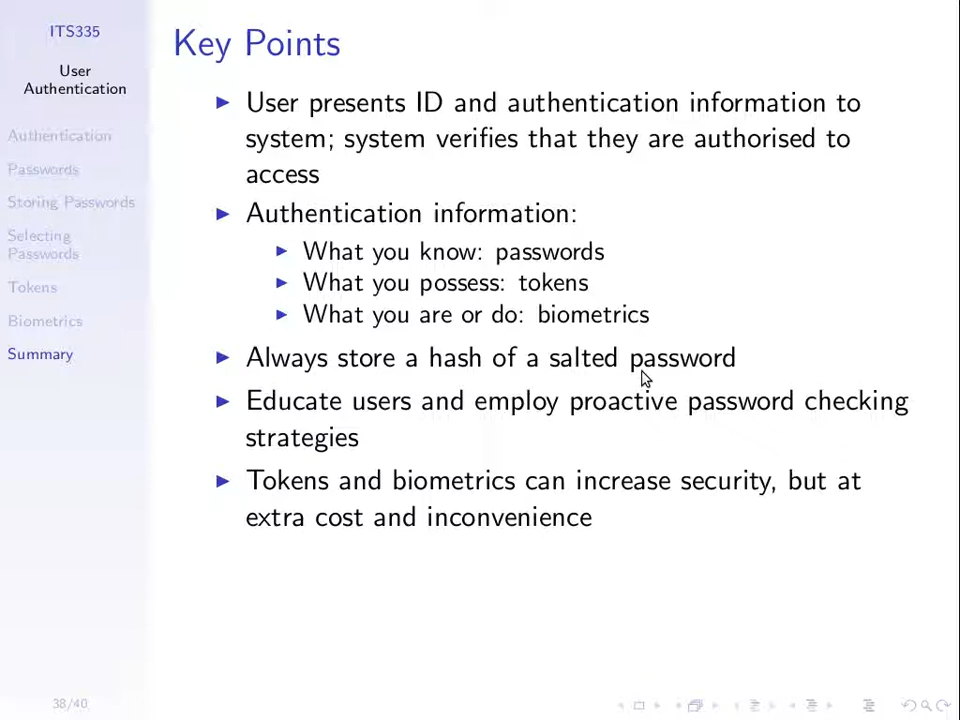 ITS335
User
Authentication
Authentication
Passwords
Storing Passwords
Selecting
Passwords
Tokens
Biometrics
Summary
38/40
Key Points
User presents ID and authentication information to
system; system verifies that they are authorised to
access
Authentication information:
What you know: passwords
What you possess: tokens
What you are or do: biometrics
Always store a hash of a salted password
Educate users and employ proactive password checking
strategies
Tokens and biometrics can increase security, but at
extra cost and inconvenience